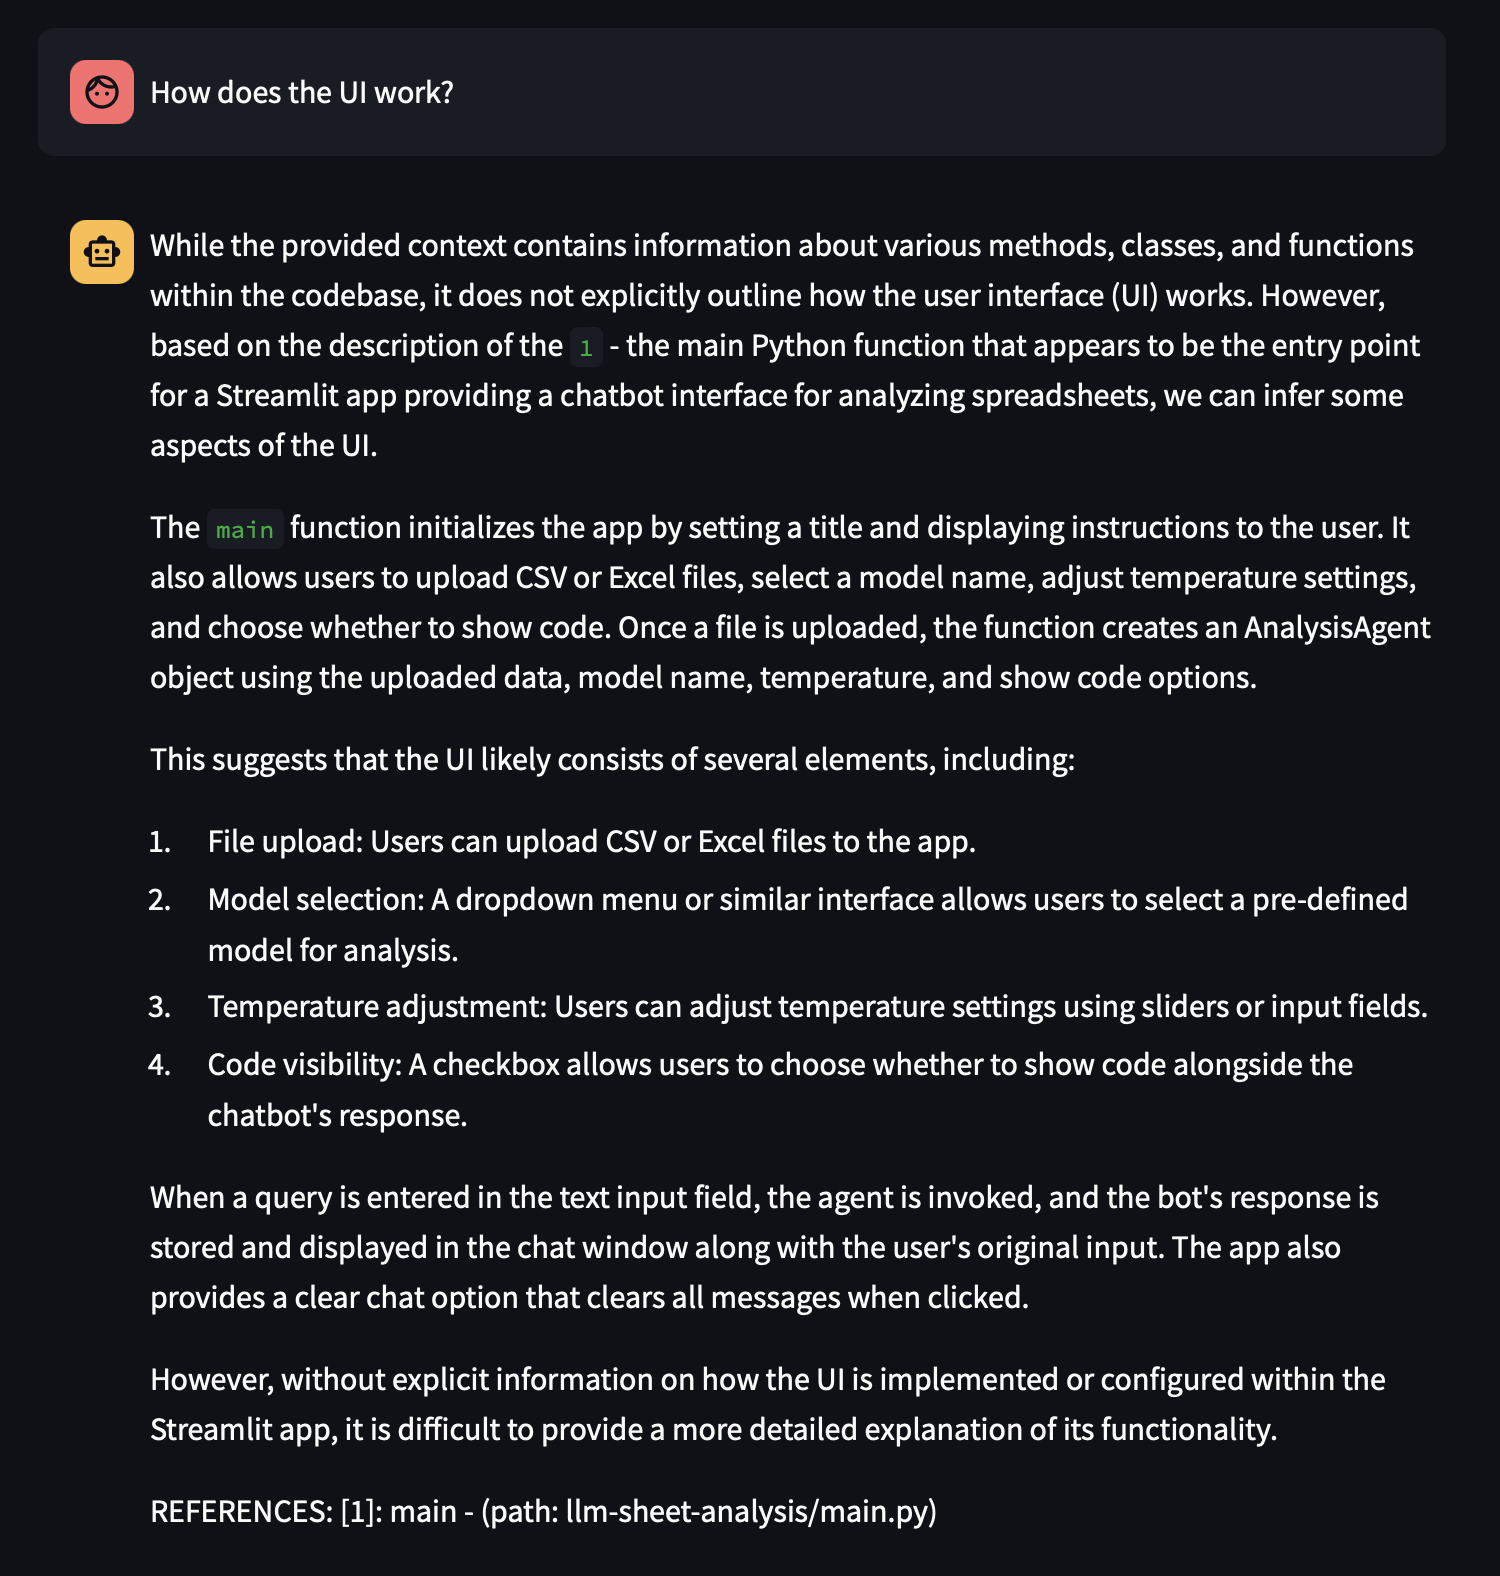 How does the UI work?
While the provided context contains information about various methods, classes, and functions
within the codebase, it does not explicitly outline how the user interface (UI) works. However,
based on the description of the 1 - the main Python function that appears to be the entry point
for a Streamlit app providing a chatbot interface for analyzing spreadsheets, we can infer some
aspects of the UI.
The main function initializes the app by setting a title and displaying instructions to the user. It
also allows users to upload CSV or Excel files, select a model name, adjust temperature settings,
and choose whether to show code. Once a file is uploaded, the function creates an AnalysisAgent
object using the uploaded data, model name, temperature, and show code options.
This suggests that the UI likely consists of several elements, including:
1. File upload: Users can upload CSV or Excel files to the app.
2. Model selection: A dropdown menu or similar interface allows users to select a pre-defined
model for analysis.
3. Temperature adjustment: Users can adjust temperature settings using sliders or input fields.
4. Code visibility: A checkbox allows users to choose whether to show code alongside the
chatbot's response.
When a query is entered in the text input field, the agent is invoked, and the bot's response is
stored and displayed in the chat window along with the user's original input. The app also
provides a clear chat option that clears all messages when clicked.
However, without explicit information on how the UI is implemented or configured within the
Streamlit app, it is difficult to provide a more detailed explanation of its functionality.
REFERENCES: [1]: main - (path: llm-sheet-analysis/main.py)